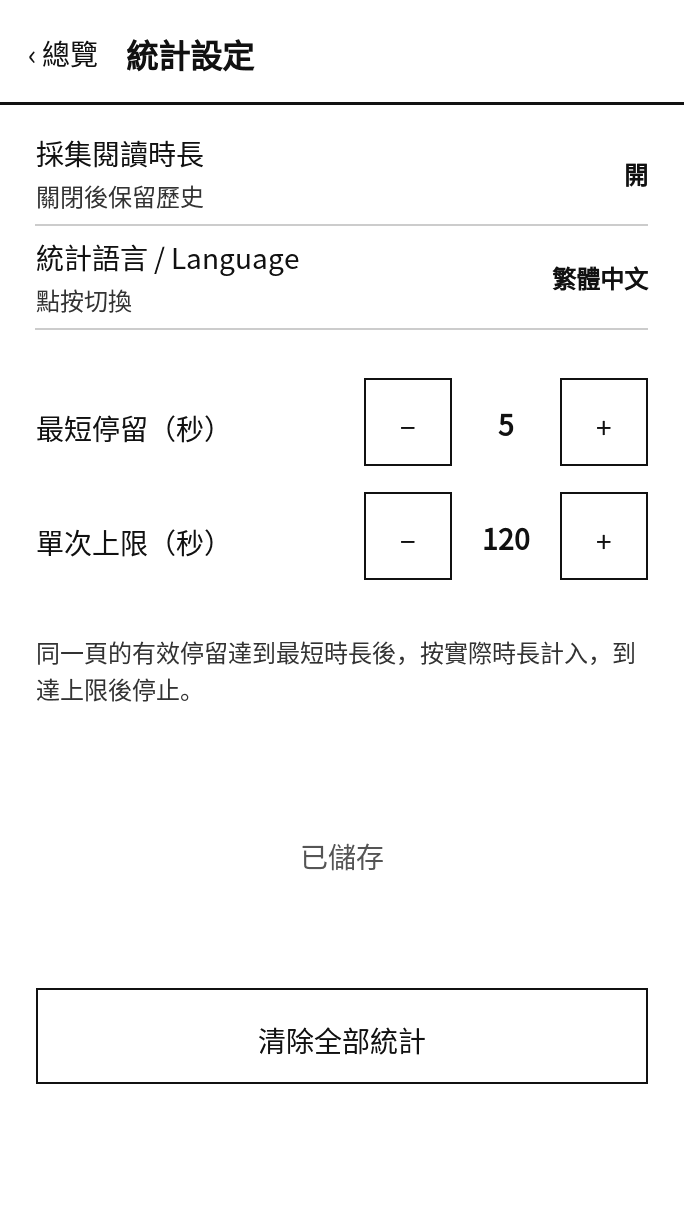 ‹ 總覽 統計設定
採集閱讀時長
開
關閉後保留歷史
統計語言 / Language
繁體中文
點按切換
最短停留（秒） − 5 +
單次上限（秒） − 120 +
同一頁的有效停留達到最短時長後，按實際時長計入，到
達上限後停止。
已儲存
清除全部統計